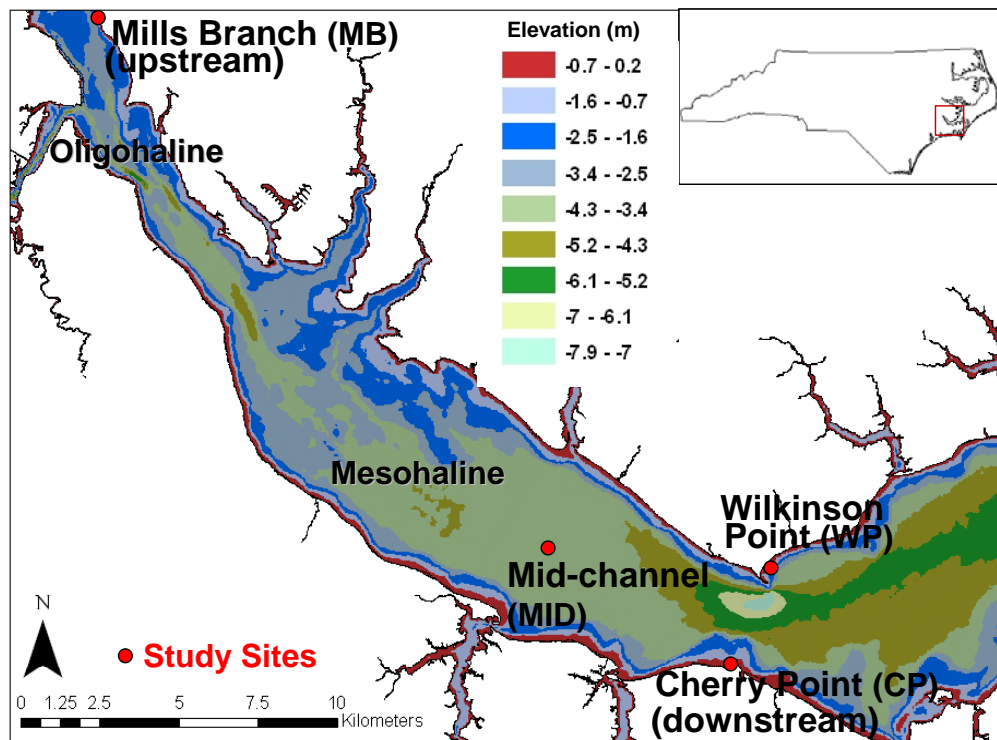 Mills Branch (MB)
(upstream)
Oligohaline
Elevation (m)
-0.7 - 0.2
-1.6 - -0.7
-2.5 - -1.6
-3.4 - -2.5
-4.3 - -3.4
-5.2 - -4.3
-6.1 - -5.2
-7 - -6.1
-7.9 - -7
Mesohaline
Wilkinson
Point (WP)
Mid-channel
(MID)
N
Study Sites
Cherry Point (CP)
(downstream)
0 1.25 2.5 5 7.5 10
Kilometers